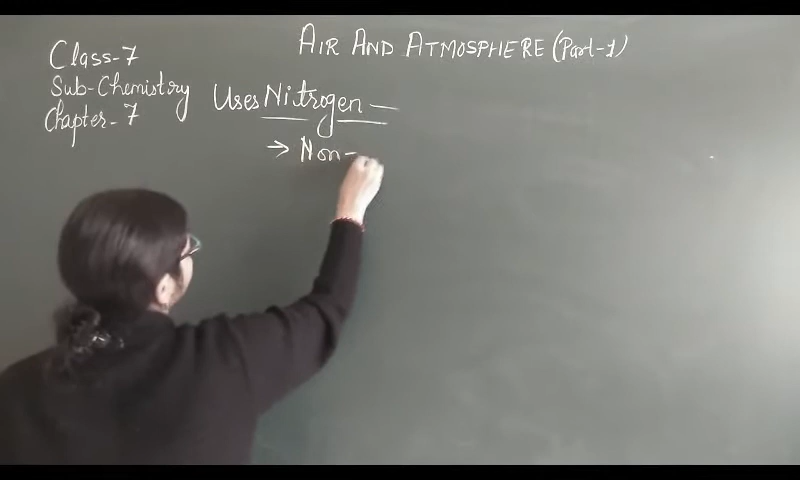 AIR AND ATMOSPHERE (Part-1)
Class-7
Sub-Chemistry
Chapter-7
Uses Nitrogen —
→ Non-